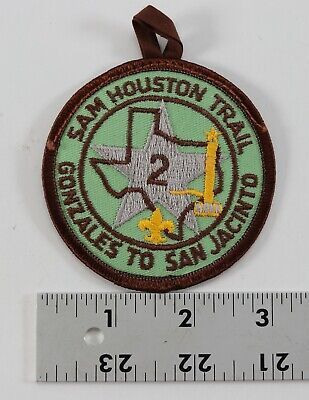 SAM HOUSTON TRAIL
2
GONZALES TO SAN JACINTO
1 2 3
23 22 21